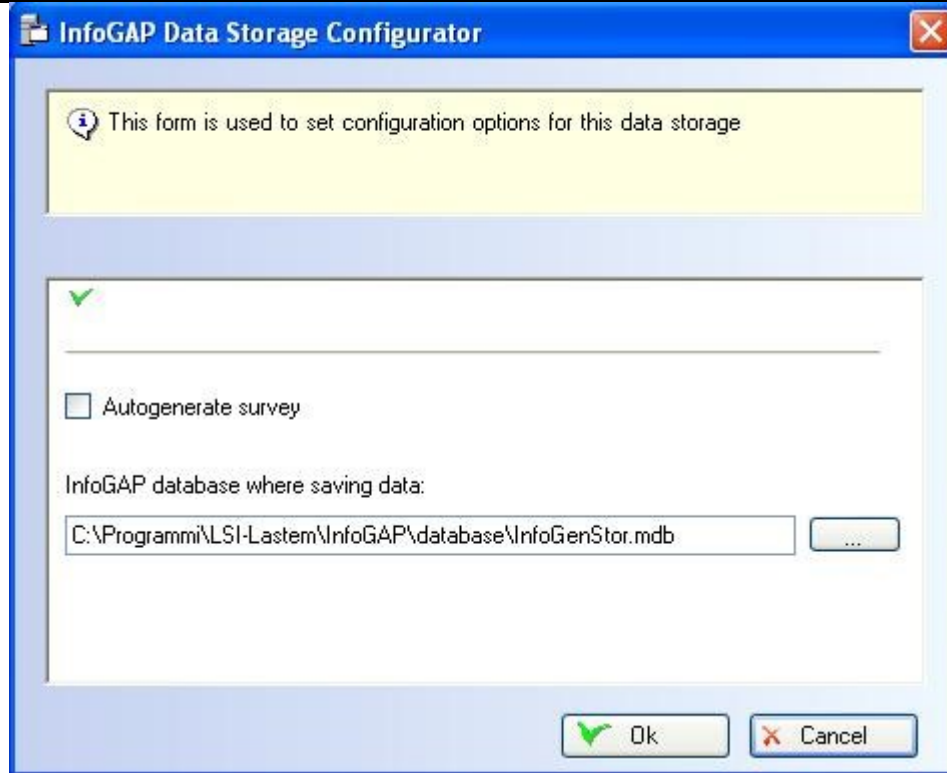 InfoGAP Data Storage Configurator
This form is used to set configuration options for this data storage
Autogenerate survey
InfoGAP database where saving data:
C:\Programmi\LSI-Lastem\InfoGAP\database\InfoGenStor.mdb
...
Ok
Cancel